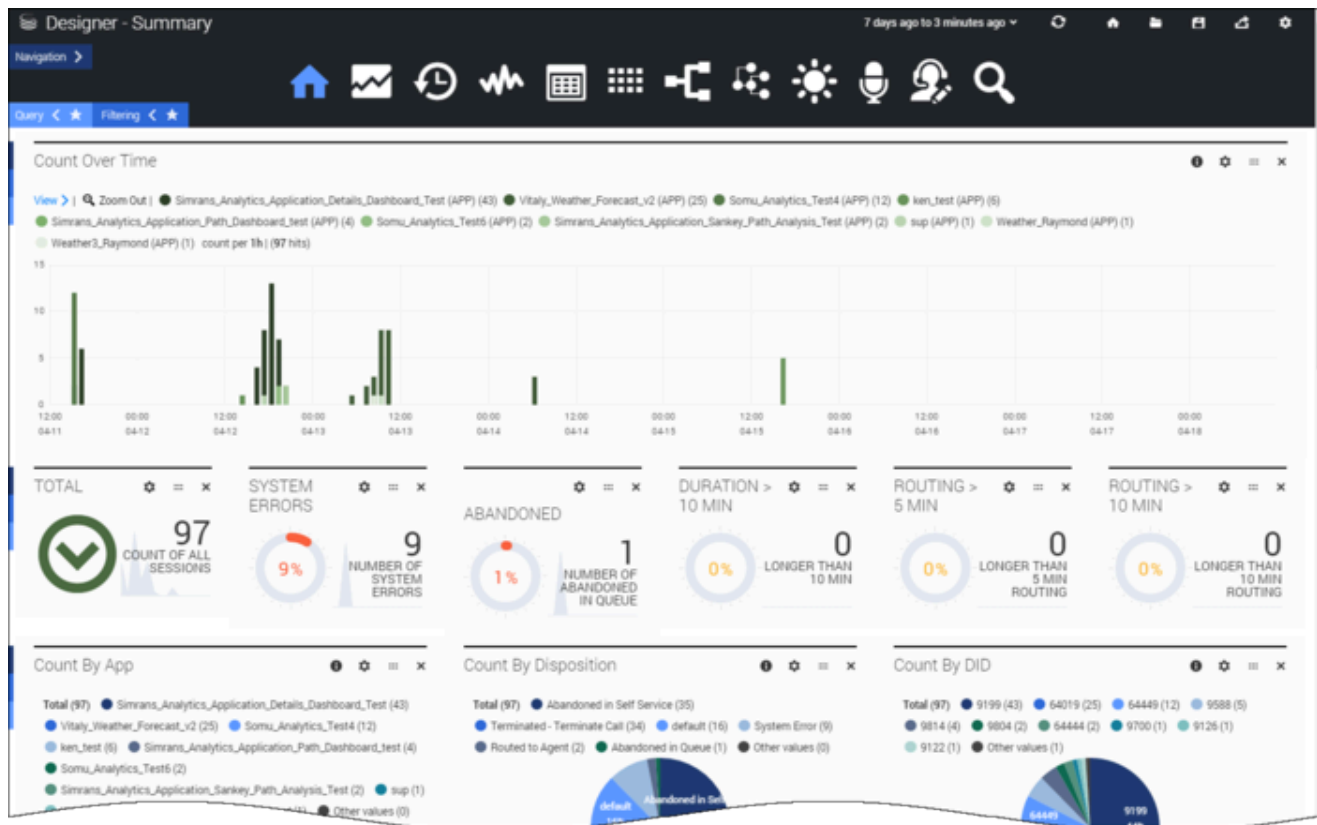 Designer - Summary
7 days ago to 3 minutes ago
Navigation
Query
Filtering
Count Over Time
View | Zoom Out | Simrans_Analytics_Application_Details_Dashboard_Test (APP) (43) Vitaly_Weather_Forecast_v2 (APP) (25) Somu_Analytics_Test4 (APP) (12) ken_test (APP) (6)
Simrans_Analytics_Application_Path_Dashboard_test (APP) (4) Somu_Analytics_Test6 (APP) (2) Simrans_Analytics_Application_Sankey_Path_Analysis_Test (APP) (2) sup (APP) (1) Weather_Raymond (APP) (1)
Weather3_Raymond (APP) (1) count per 1h | (97 hits)
15
10
5
0
12:00 00:00 12:00 00:00 12:00 00:00 12:00 00:00 12:00 00:00 12:00 00:00 12:00 00:00
04-11 04-12 04-12 04-13 04-13 04-14 04-14 04-15 04-15 04-16 04-16 04-17 04-17 04-18
TOTAL
97
COUNT OF ALL
SESSIONS
SYSTEM
ERRORS
9%
9
NUMBER OF
SYSTEM
ERRORS
ABANDONED
1%
1
NUMBER OF
ABANDONED
IN QUEUE
DURATION >
10 MIN
0%
0
LONGER THAN
10 MIN
ROUTING >
5 MIN
0%
0
LONGER THAN
5 MIN
ROUTING
ROUTING >
10 MIN
0%
0
LONGER THAN
10 MIN
ROUTING
Count By App
Total (97) Simrans_Analytics_Application_Details_Dashboard_Test (43)
Vitaly_Weather_Forecast_v2 (25) Somu_Analytics_Test4 (12)
ken_test (6) Simrans_Analytics_Application_Path_Dashboard_test (4)
Somu_Analytics_Test6 (2)
Simrans_Analytics_Application_Sankey_Path_Analysis_Test (2) sup (1)
Other values (0)
Count By Disposition
Total (97) Abandoned in Self Service (35)
Terminated - Terminate Call (34) default (16) System Error (9)
Routed to Agent (2) Abandoned in Queue (1) Other values (0)
default
Abandoned in Self
Count By DID
Total (97) 9199 (43) 64019 (25) 64449 (12) 9588 (5)
9814 (4) 9804 (2) 64444 (2) 9700 (1) 9126 (1)
9122 (1) Other values (1)
64449
9199